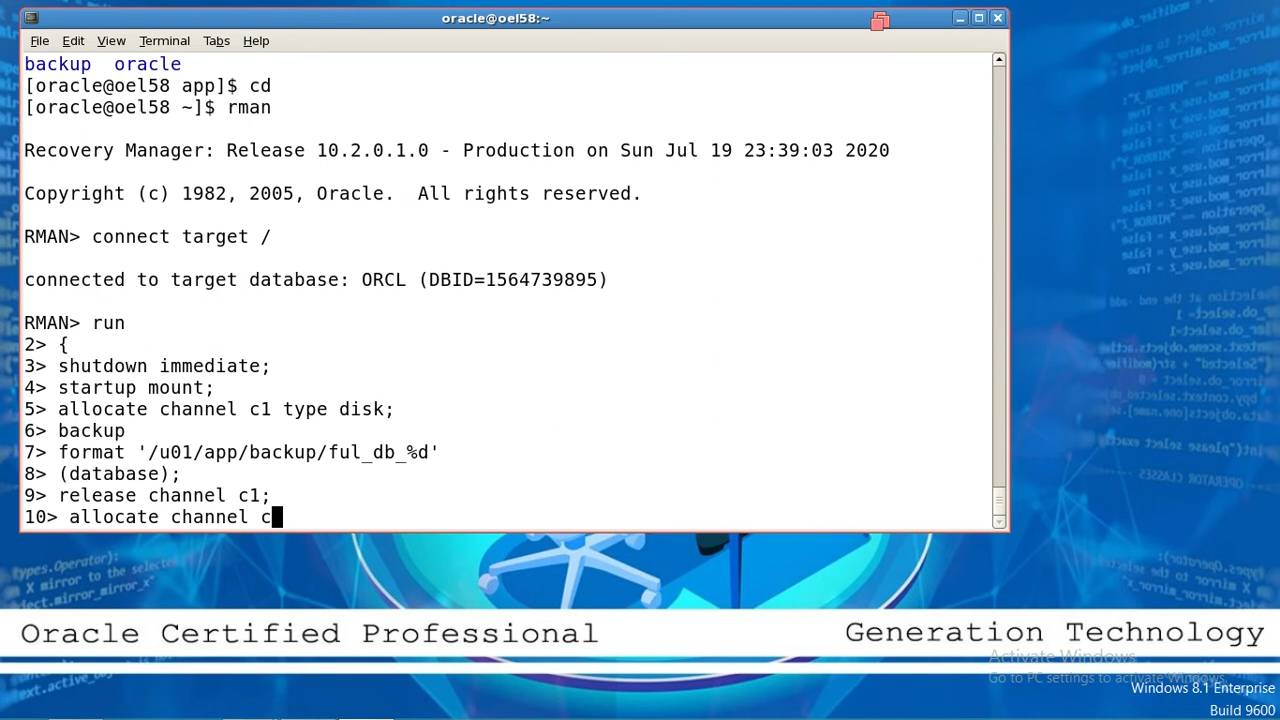 oracle@oel58:~
File Edit View Terminal Tabs Help
backup oracle
[oracle@oel58 app]$ cd
[oracle@oel58 ~]$ rman
Recovery Manager: Release 10.2.0.1.0 - Production on Sun Jul 19 23:39:03 2020
Copyright (c) 1982, 2005, Oracle. All rights reserved.
RMAN> connect target /
connected to target database: ORCL (DBID=1564739895)
RMAN> run
2> {
3> shutdown immediate;
4> startup mount;
5> allocate channel c1 type disk;
6> backup
7> format '/u01/app/backup/ful_db_%d'
8> (database);
9> release channel c1;
10> allocate channel c
Oracle Certified Professional
Generation Technology
Activate Windows
Go to PC settings to activate Windows.
Windows 8.1 Enterprise
Build 9600